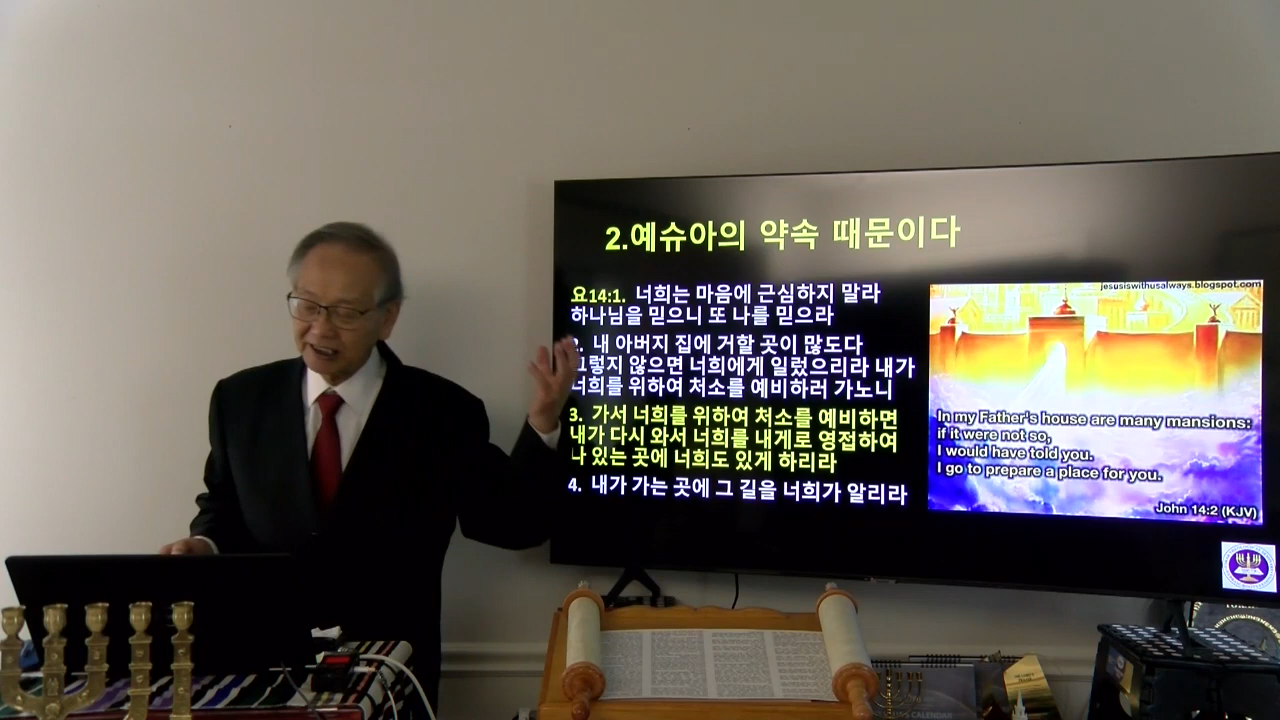 2.예슈아의 약속 때문이다
요14:1. 너희는 마음에 근심하지 말라
하나님을 믿으니 또 나를 믿으라
2. 내 아버지 집에 거할 곳이 많도다
그렇지 않으면 너희에게 일렀으리라 내가
너희를 위하여 처소를 예비하러 가노니
3. 가서 너희를 위하여 처소를 예비하면
내가 다시 와서 너희를 내게로 영접하여
나 있는 곳에 너희도 있게 하리라
4. 내가 가는 곳에 그 길을 너희가 알리라
jesusiswithusalways.blogspot.com
In my Father's house are many mansions:
if it were not so,
I would have told you.
I go to prepare a place for you.
John 14:2 (KJV)
CALENDAR